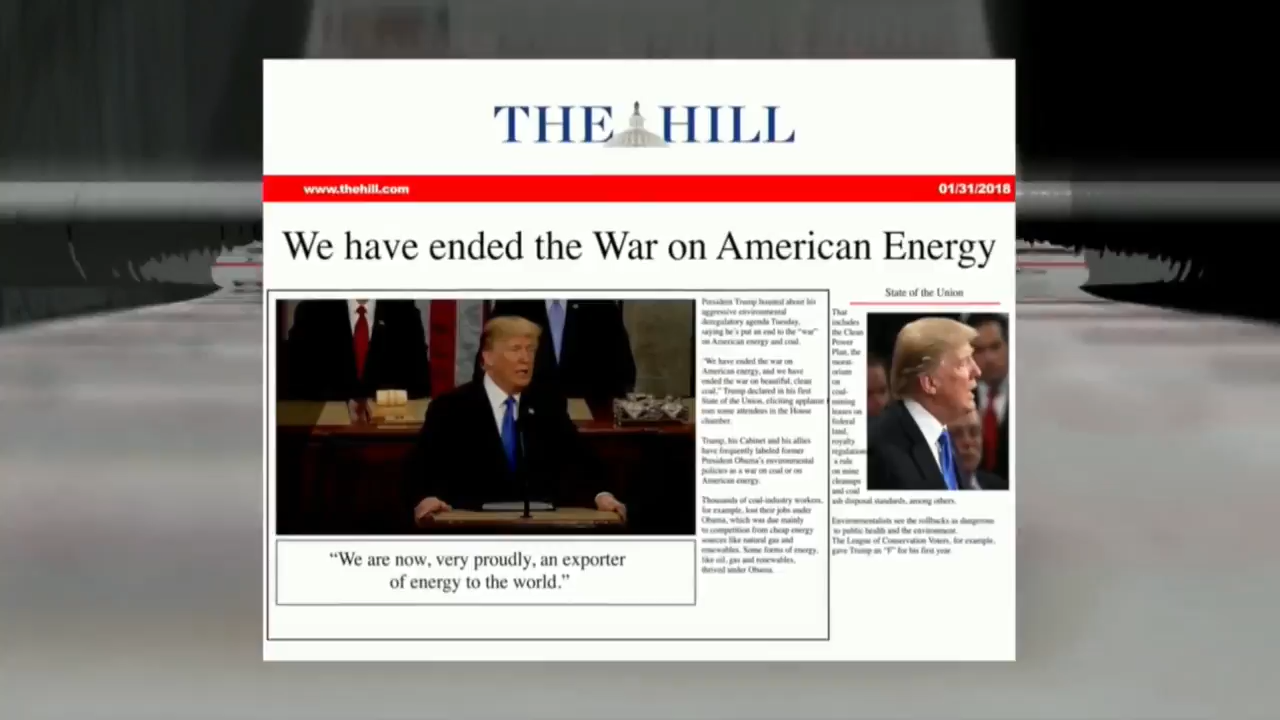 THE HILL
www.thehill.com
01/31/2018
We have ended the War on American Energy
President Trump boasted about his
aggressive environmental
deregulatory agenda Tuesday,
saying he's put an end to the "war"
on American energy and coal.
"We have ended the war on
American energy, and we have
ended the war on beautiful, clean
coal," Trump declared in his first
State of the Union, eliciting applause
from some attendees in the House
chamber.
Trump, his Cabinet and his allies
have frequently labeled former
President Obama's environmental
policies as a war on coal or on
American energy.
Thousands of coal-industry workers,
for example, lost their jobs under
Obama, which was due mainly
to competition from cheap energy
sources like natural gas and
renewables. Some forms of energy,
like oil, gas and renewables,
thrived under Obama.
"We are now, very proudly, an exporter
of energy to the world."
State of the Union
That
includes
the Clean
Power
Plan, the
morat-
orium
on
coal-
mining
leases on
federal
land,
royalty
regulation
a rule
on mine
cleanups
and coal
ash disposal standards, among others.
Environmentalists see the rollbacks as dangerous
to public health and the environment.
The League of Conservation Voters, for example,
gave Trump an "F" for his first year.